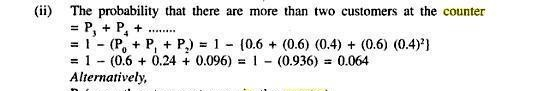 (ii) The probability that there are more than two customers at the counter
= P₃ + P₄ + ........
= 1 – (P₀ + P₁ + P₂) = 1 – {0.6 + (0.6) (0.4) + (0.6) (0.4)²}
= 1 – (0.6 + 0.24 + 0.096) = 1 – (0.936) = 0.064
Alternatively,